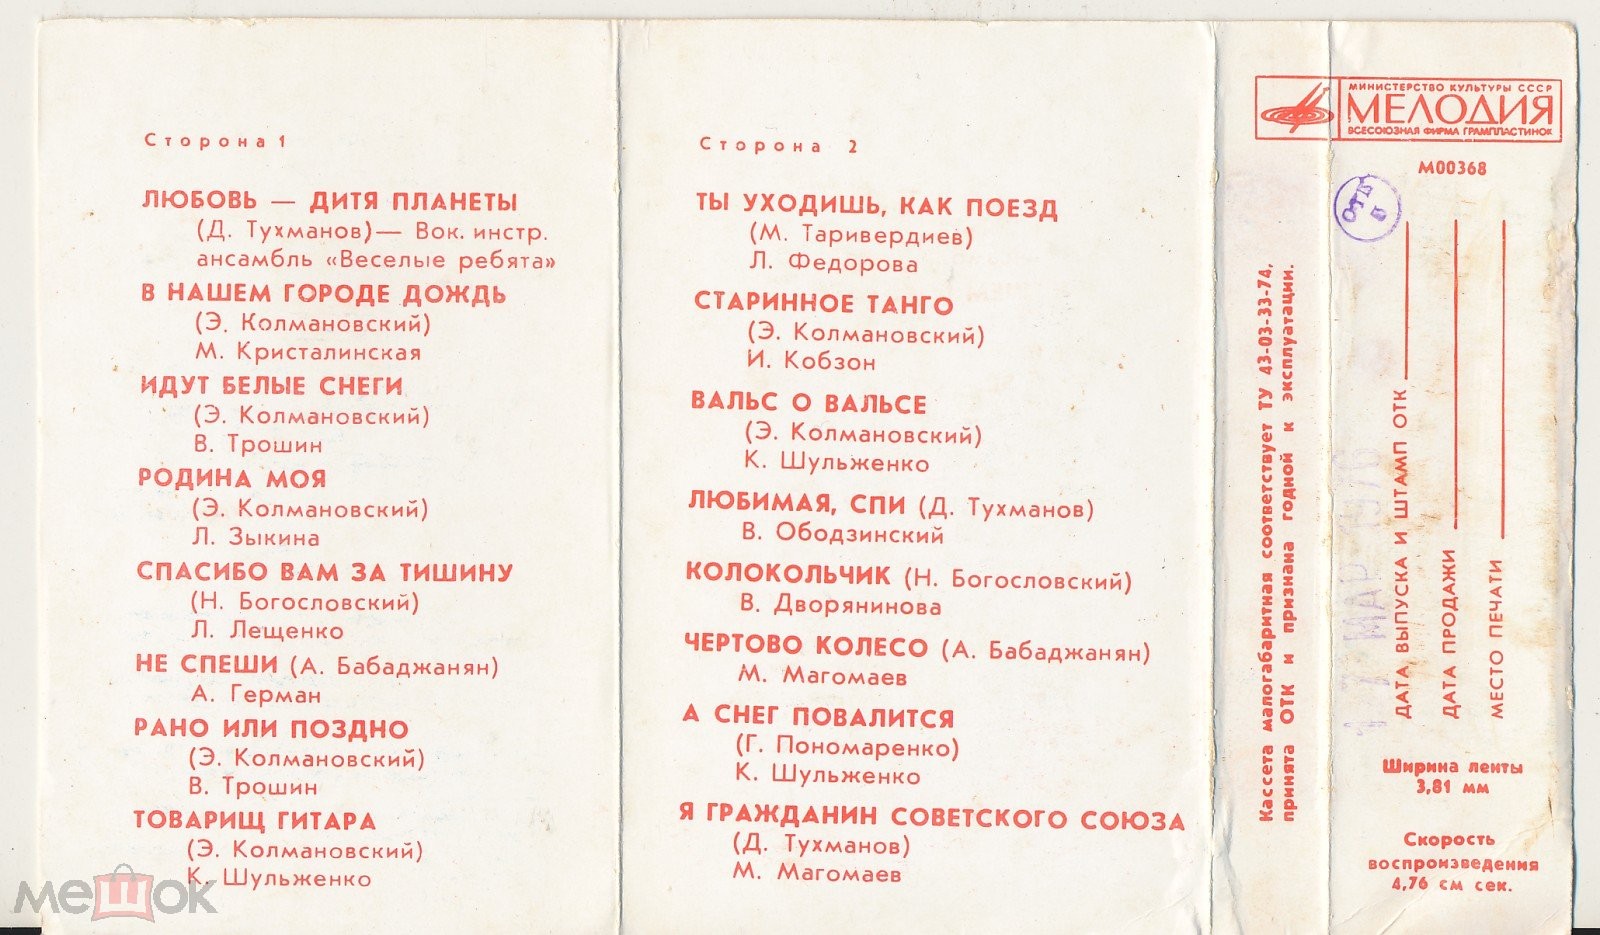 Сторона 1
ЛЮБОВЬ — ДИТЯ ПЛАНЕТЫ
(Д. Тухманов)— Вок. инстр.
ансамбль «Веселые ребята»
В НАШЕМ ГОРОДЕ ДОЖДЬ
(Э. Колмановский)
М. Кристалинская
ИДУТ БЕЛЫЕ СНЕГИ
(Э. Колмановский)
В. Трошин
РОДИНА МОЯ
(Э. Колмановский)
Л. Зыкина
СПАСИБО ВАМ ЗА ТИШИНУ
(Н. Богословский)
Л. Лещенко
НЕ СПЕШИ (А. Бабаджанян)
А. Герман
РАНО ИЛИ ПОЗДНО
(Э. Колмановский)
В. Трошин
ТОВАРИЩ ГИТАРА
(Э. Колмановский)
К. Шульженко
Сторона 2
ТЫ УХОДИШЬ, КАК ПОЕЗД
(М. Таривердиев)
Л. Федорова
СТАРИННОЕ ТАНГО
(Э. Колмановский)
И. Кобзон
ВАЛЬС О ВАЛЬСЕ
(Э. Колмановский)
К. Шульженко
ЛЮБИМАЯ, СПИ (Д. Тухманов)
В. Ободзинский
КОЛОКОЛЬЧИК (Н. Богословский)
В. Дворянинова
ЧЕРТОВО КОЛЕСО (А. Бабаджанян)
М. Магомаев
А СНЕГ ПОВАЛИТСЯ
(Г. Пономаренко)
К. Шульженко
Я ГРАЖДАНИН СОВЕТСКОГО СОЮЗА
(Д. Тухманов)
М. Магомаев
Кассета малогабаритная соответствует ТУ 43-03-33-74,
принята ОТК и признана годной к эксплуатации.
МИНИСТЕРСТВО КУЛЬТУРЫ СССР
МЕЛОДИЯ
ВСЕСОЮЗНАЯ ФИРМА ГРАМПЛАСТИНОК
М00368
ОТК
МАР 1976
ДАТА ВЫПУСКА И ШТАМП ОТК
ДАТА ПРОДАЖИ
МЕСТО ПЕЧАТИ
Ширина ленты
3,81 мм
Скорость
воспроизведения
4,76 см сек.
мешок